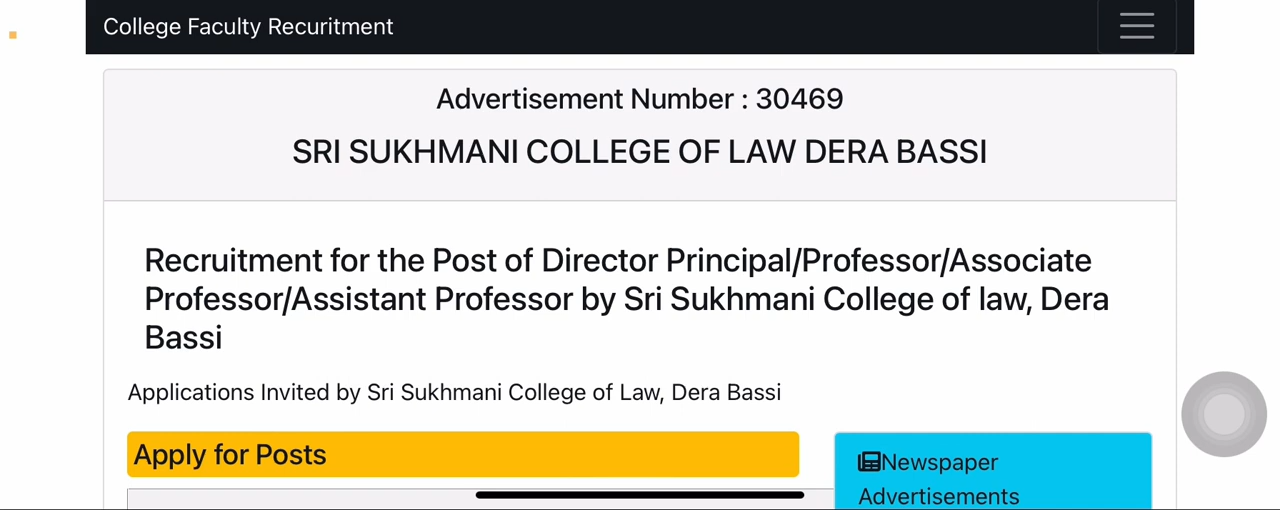 College Faculty Recuritment
Advertisement Number : 30469
SRI SUKHMANI COLLEGE OF LAW DERA BASSI
Recruitment for the Post of Director Principal/Professor/Associate
Professor/Assistant Professor by Sri Sukhmani College of law, Dera
Bassi
Applications Invited by Sri Sukhmani College of Law, Dera Bassi
Apply for Posts
Newspaper
Advertisements